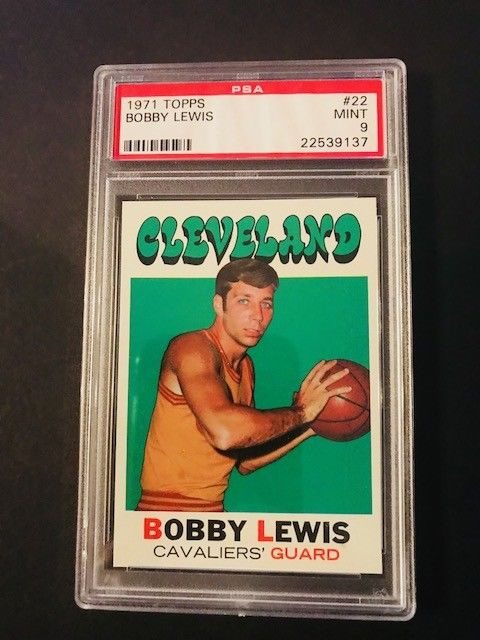 PSA
1971 TOPPS #22
BOBBY LEWIS MINT
9
22539137
CLEVELAND
BOBBY LEWIS
CAVALIERS' GUARD